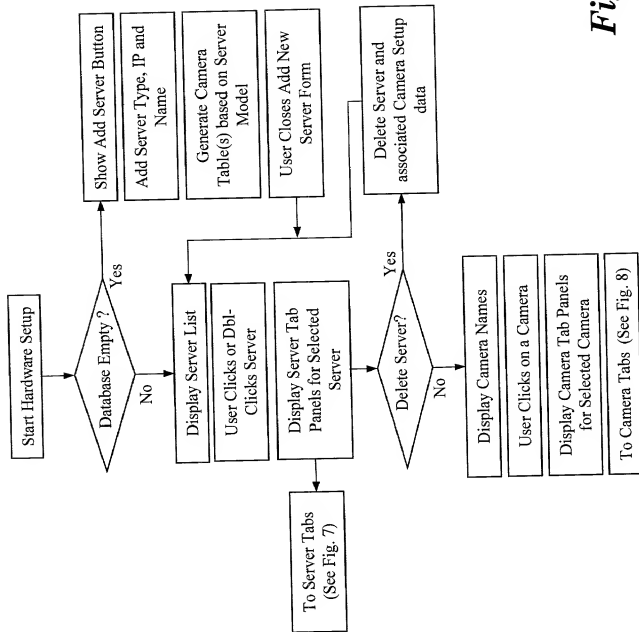 Start Hardware Setup
Database Empty ?
Yes
No
Show Add Server Button
Add Server Type, IP and
Name
Generate Camera
Table(s) based on Server
Model
User Closes Add New
Server Form
Display Server List
User Clicks or Dbl-
Clicks Server
Display Server Tab
Panels for Selected
Server
To Server Tabs
(See Fig. 7)
Delete Server?
Yes
No
Delete Server and
associated Camera Setup
data
Display Camera Names
User Clicks on a Camera
Display Camera Tab Panels
for Selected Camera
To Camera Tabs (See Fig. 8)